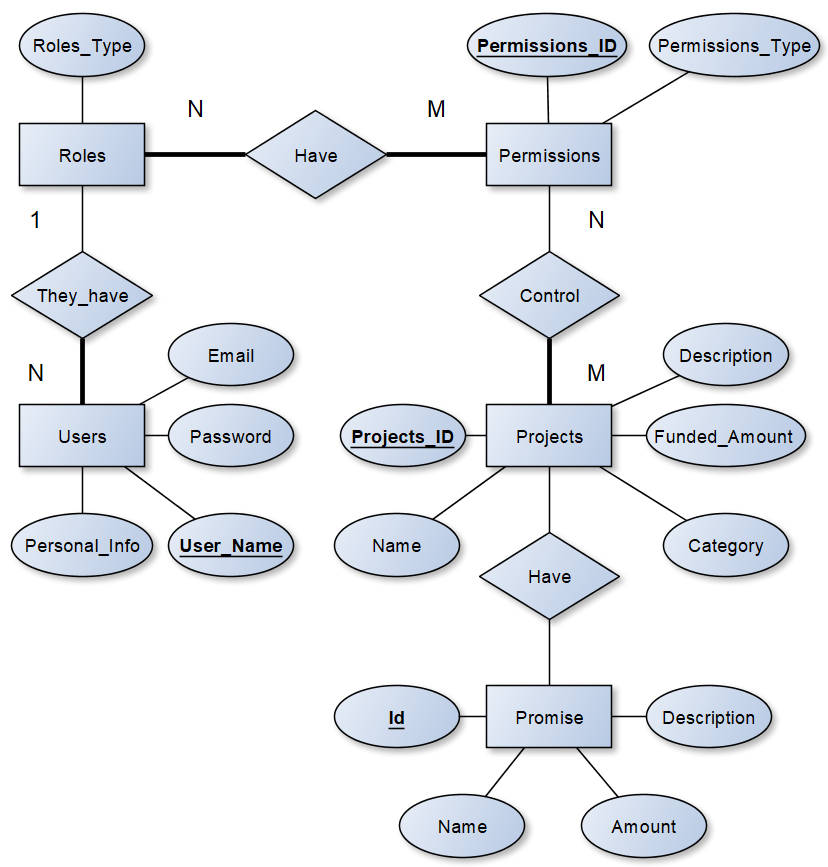 Roles_Type
Permissions_ID
Permissions_Type
N
M
Roles
Have
Permissions
1
N
They_have
Control
Email
Description
N
M
Users
Password
Projects_ID
Projects
Funded_Amount
Personal_Info
User_Name
Name
Category
Have
Id
Promise
Description
Name
Amount